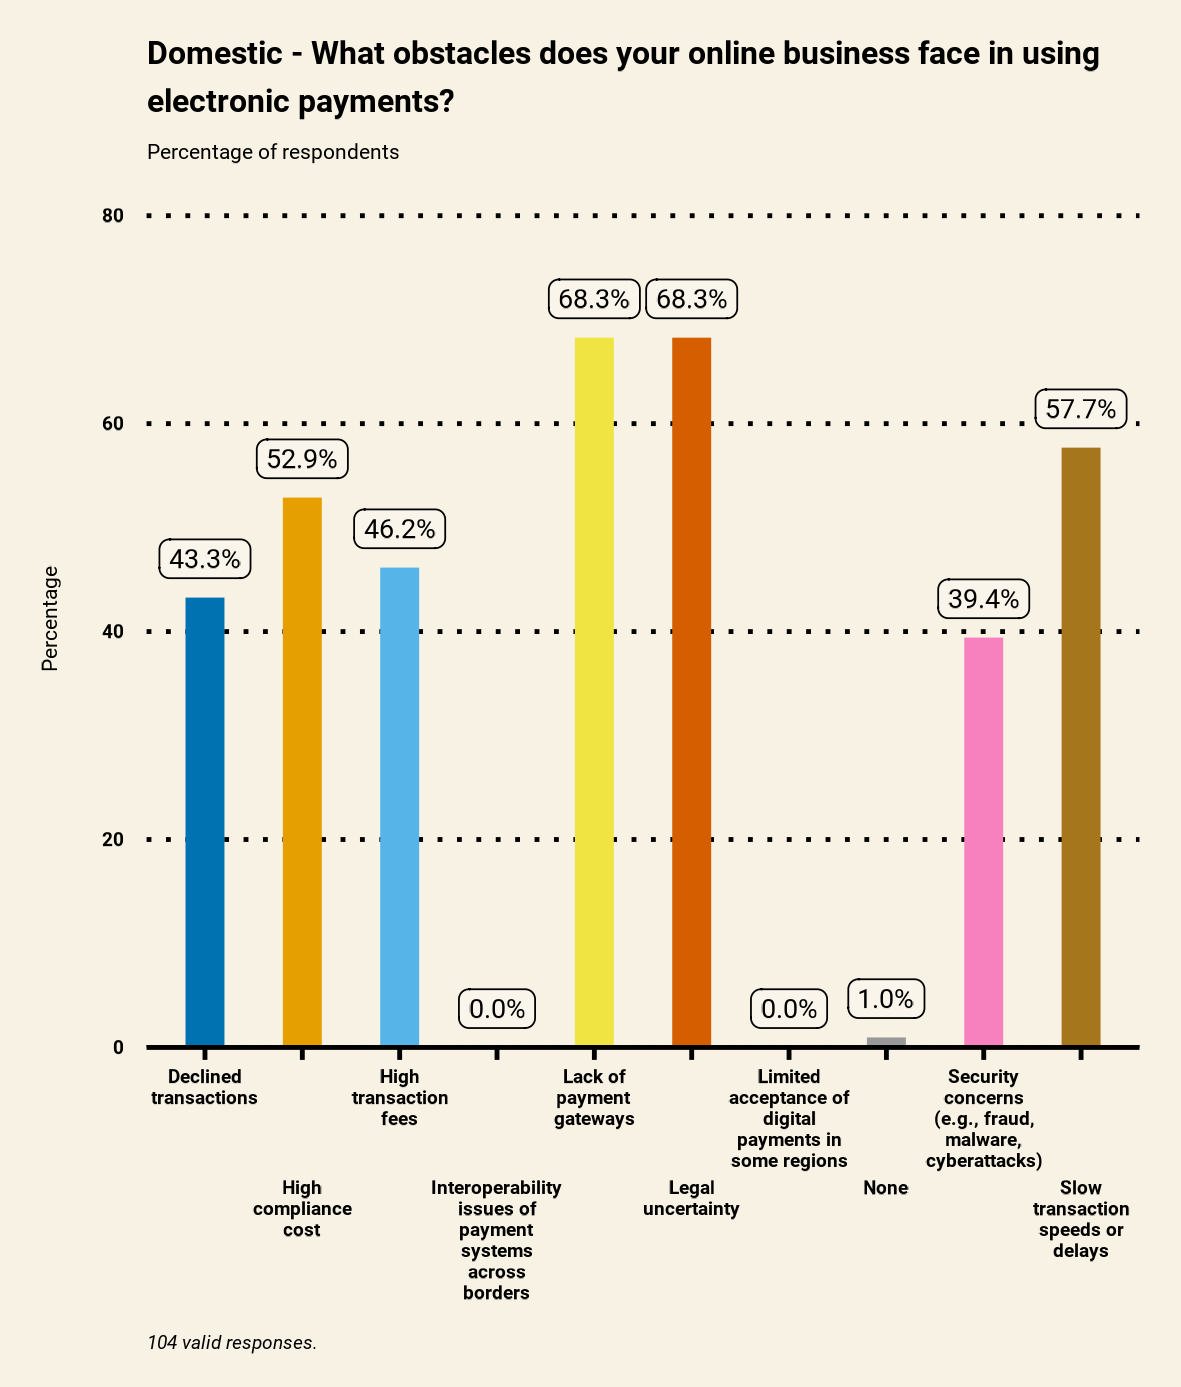 Domestic - What obstacles does your online business face in using
electronic payments?
Percentage of respondents
80
60
40
20
0
Percentage
43.3%
52.9%
46.2%
0.0%
68.3%
68.3%
0.0%
1.0%
39.4%
57.7%
Declined
transactions
High
compliance
cost
High
transaction
fees
Interoperability
issues of
payment
systems
across
borders
Lack of
payment
gateways
Legal
uncertainty
Limited
acceptance of
digital
payments in
some regions
None
Security
concerns
(e.g., fraud,
malware,
cyberattacks)
Slow
transaction
speeds or
delays
104 valid responses.